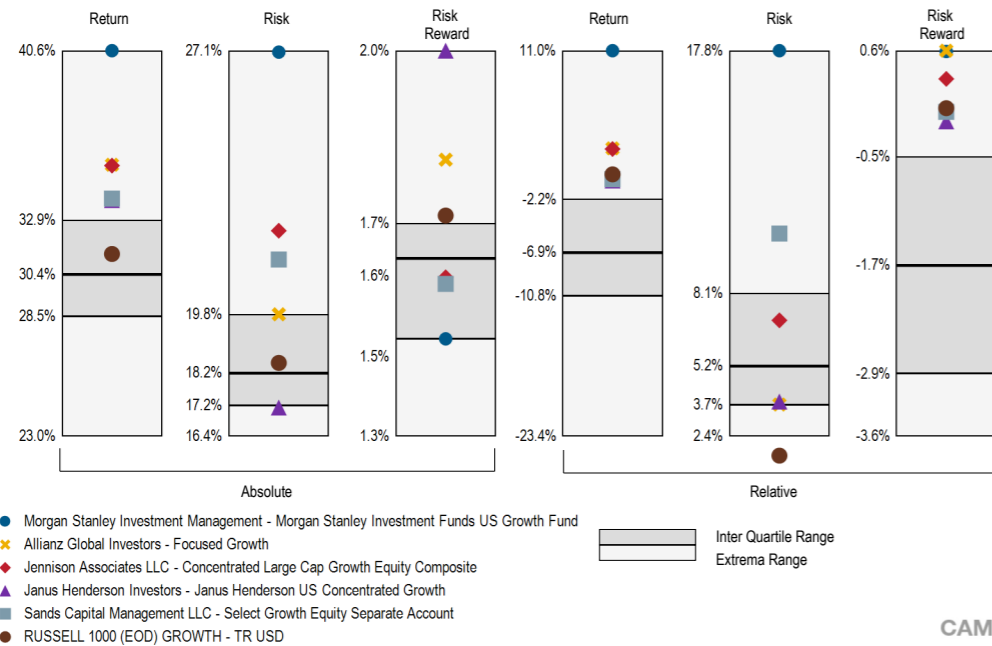 Return
Risk
Risk
Reward
Return
Risk
Risk
Reward
40.6%
32.9%
30.4%
28.5%
23.0%
27.1%
19.8%
18.2%
17.2%
16.4%
2.0%
1.7%
1.6%
1.5%
1.3%
11.0%
-2.2%
-6.9%
-10.8%
-23.4%
17.8%
8.1%
5.2%
3.7%
2.4%
0.6%
-0.5%
-1.7%
-2.9%
-3.6%
Absolute
Relative
Morgan Stanley Investment Management - Morgan Stanley Investment Funds US Growth Fund
Allianz Global Investors - Focused Growth
Jennison Associates LLC - Concentrated Large Cap Growth Equity Composite
Janus Henderson Investors - Janus Henderson US Concentrated Growth
Sands Capital Management LLC - Select Growth Equity Separate Account
RUSSELL 1000 (EOD) GROWTH - TR USD
Inter Quartile Range
Extrema Range
CAM